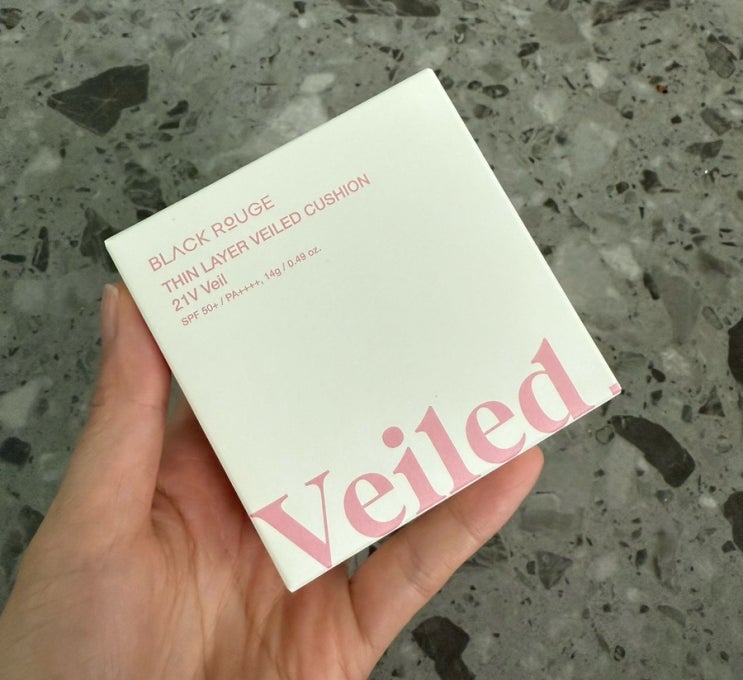 BLACK ROUGE
THIN LAYER VEILED CUSHION
21V Veil
SPF 50+ / PA++++, 14g / 0.49 oz.
Veiled.